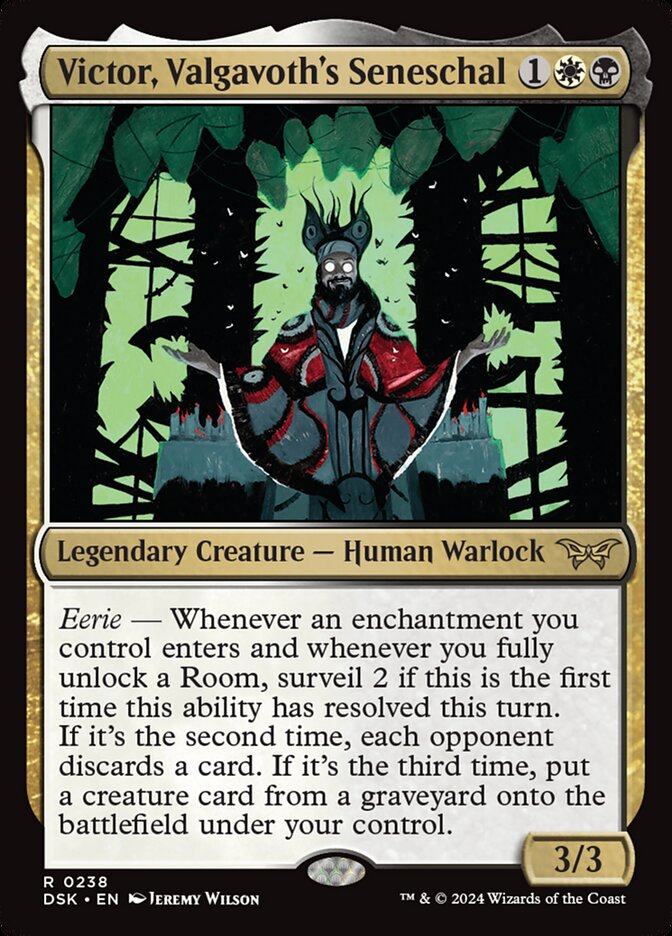 Victor, Valgavoth's Seneschal 1
Legendary Creature — Human Warlock
Eerie — Whenever an enchantment you
control enters and whenever you fully
unlock a Room, surveil 2 if this is the first
time this ability has resolved this turn.
If it's the second time, each opponent
discards a card. If it's the third time, put
a creature card from a graveyard onto the
battlefield under your control.
3/3
R 0238
DSK • EN Jeremy Wilson
™ & © 2024 Wizards of the Coast